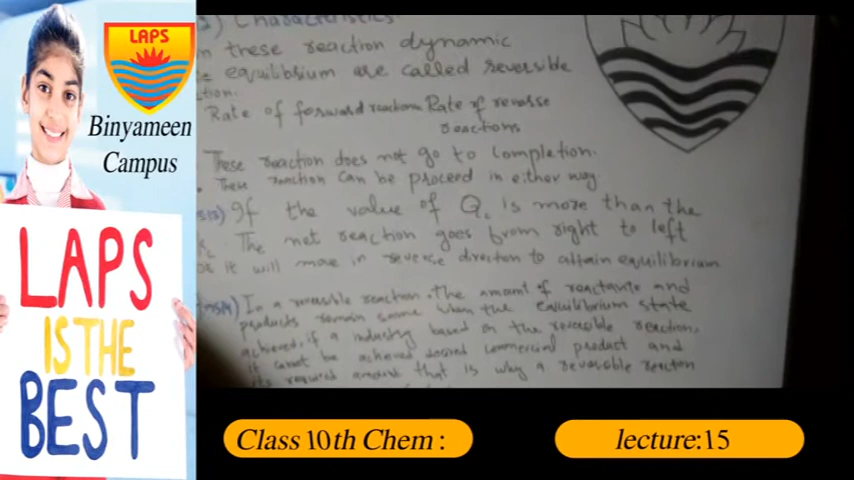 LAPS
Binyameen
Campus
LAPS
IS THE
BEST
Characteristics.
these reaction dynamic
equilibrium are called reversible
ction.
Rate of forward reactions Rate of reverse
reactions
These reaction does not go to completion.
These reaction can be proceed in either way
If the value of Qc is more than the
Kc. The net reaction goes from right to left
it will move in reverse direction to attain equilibrium
In a reversible reaction. The amount of reactants and
products remain same when the equilibrium state
achieved, if a industry based on the reversible reaction.
it cannot be achieved desired commercial product and
its required amount that is why a reversible reaction
Class 10th Chem :
lecture:15